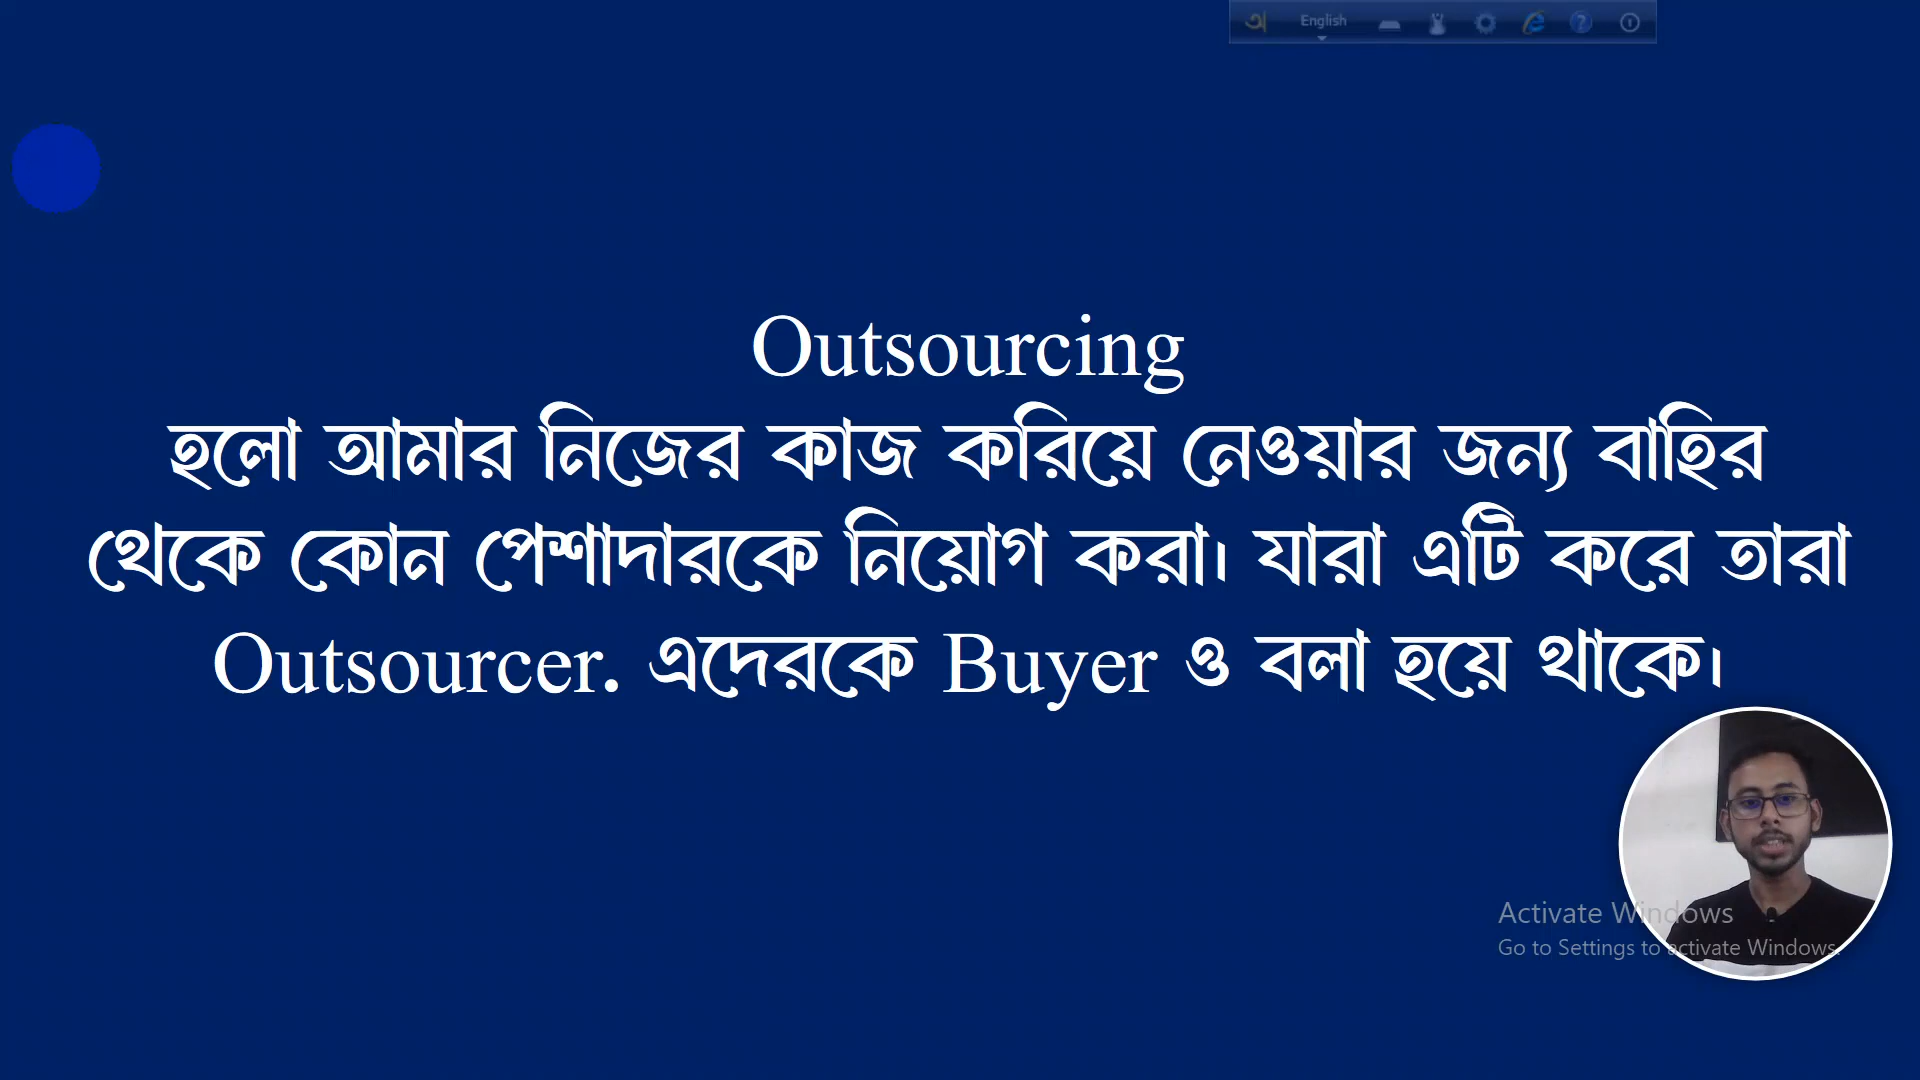 অ English
Outsourcing
হলো আমার নিজের কাজ করিয়ে নেওয়ার জন্য বাহির
থেকে কোন পেশাদারকে নিয়োগ করা। যারা এটি করে তারা
Outsourcer. এদেরকে Buyer ও বলা হয়ে থাকে।
Activate Windows
Go to Settings to activate Windows.